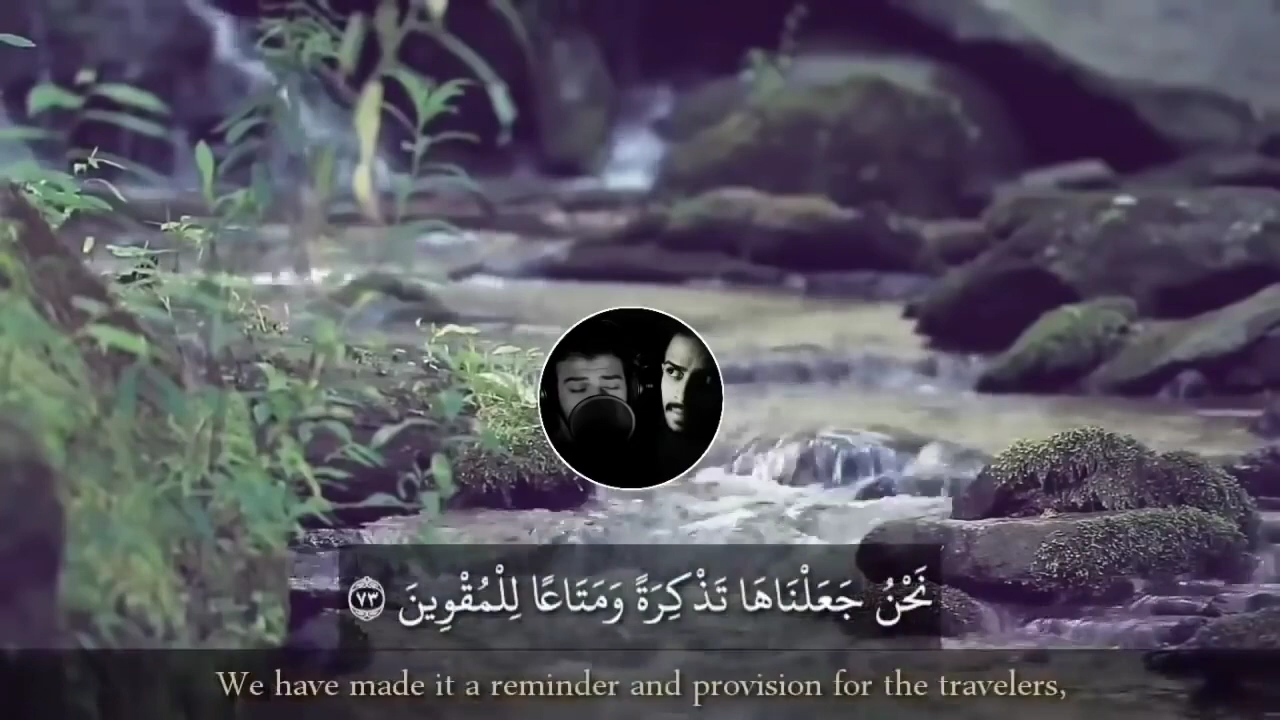 نَحْنُ جَعَلْنَاهَا تَذْكِرَةً وَمَتَاعًا لِلْمُقْوِينَ ٧٣
We have made it a reminder and provision for the travelers,